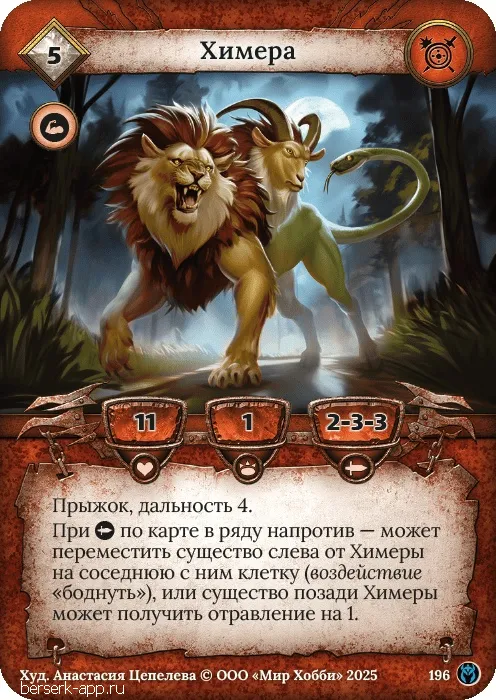 Химера
5
11
1
2-3-3
Прыжок, дальность 4.
При по карте в ряду напротив — может
переместить существо слева от Химеры
на соседнюю с ним клетку (воздействие
«боднуть»), или существо позади Химеры
может получить отравление на 1.
Худ. Анастасия Цепелева © ООО «Мир Хобби» 2025
196
berserk-app.ru